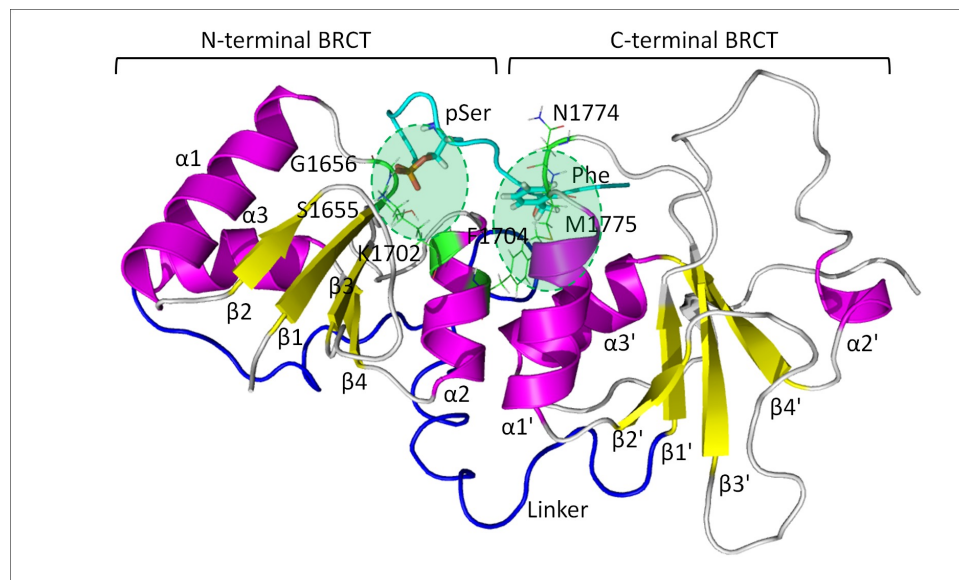 N-terminal BRCT
C-terminal BRCT
pSer
N1774
α1
G1656
Phe
S1655
α3
F1704
M1775
K1702
β3
β2
β1
β4
α2
α3'
α2'
α1'
β2'
β1'
β4'
β3'
Linker